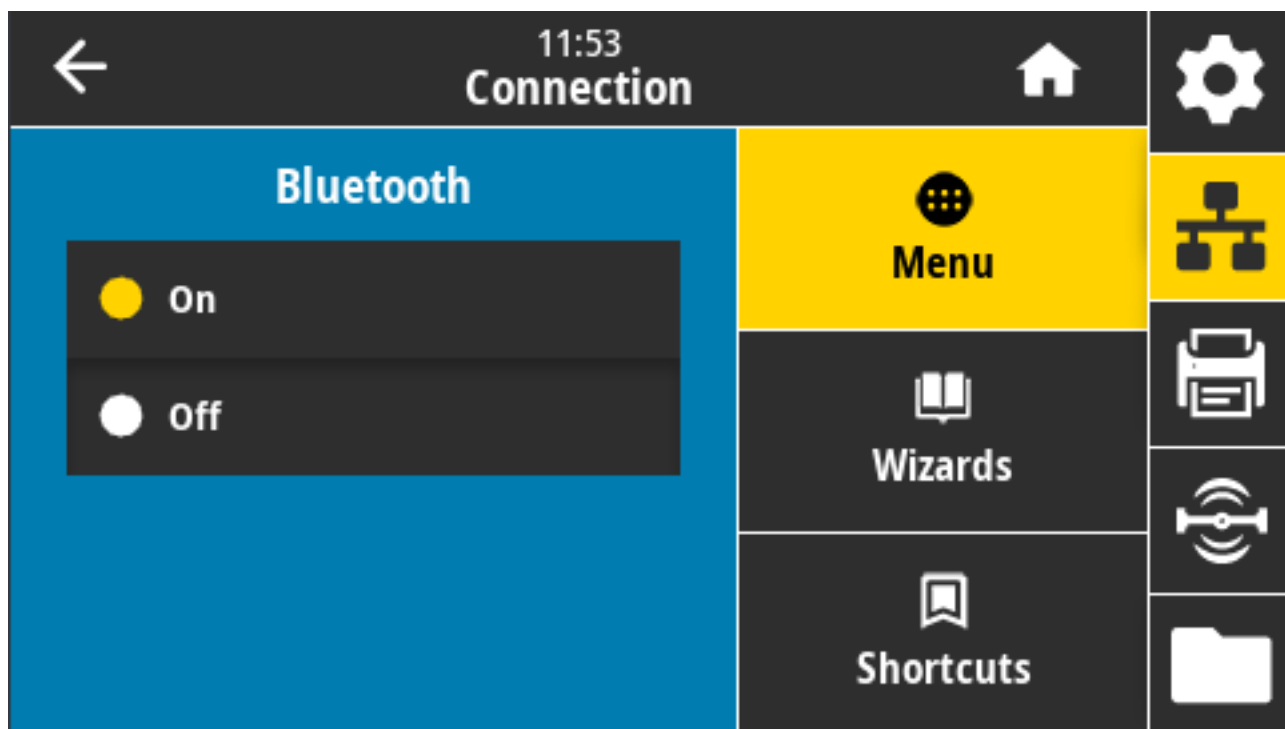 11:53
Connection
Bluetooth
On
Off
Menu
Wizards
Shortcuts